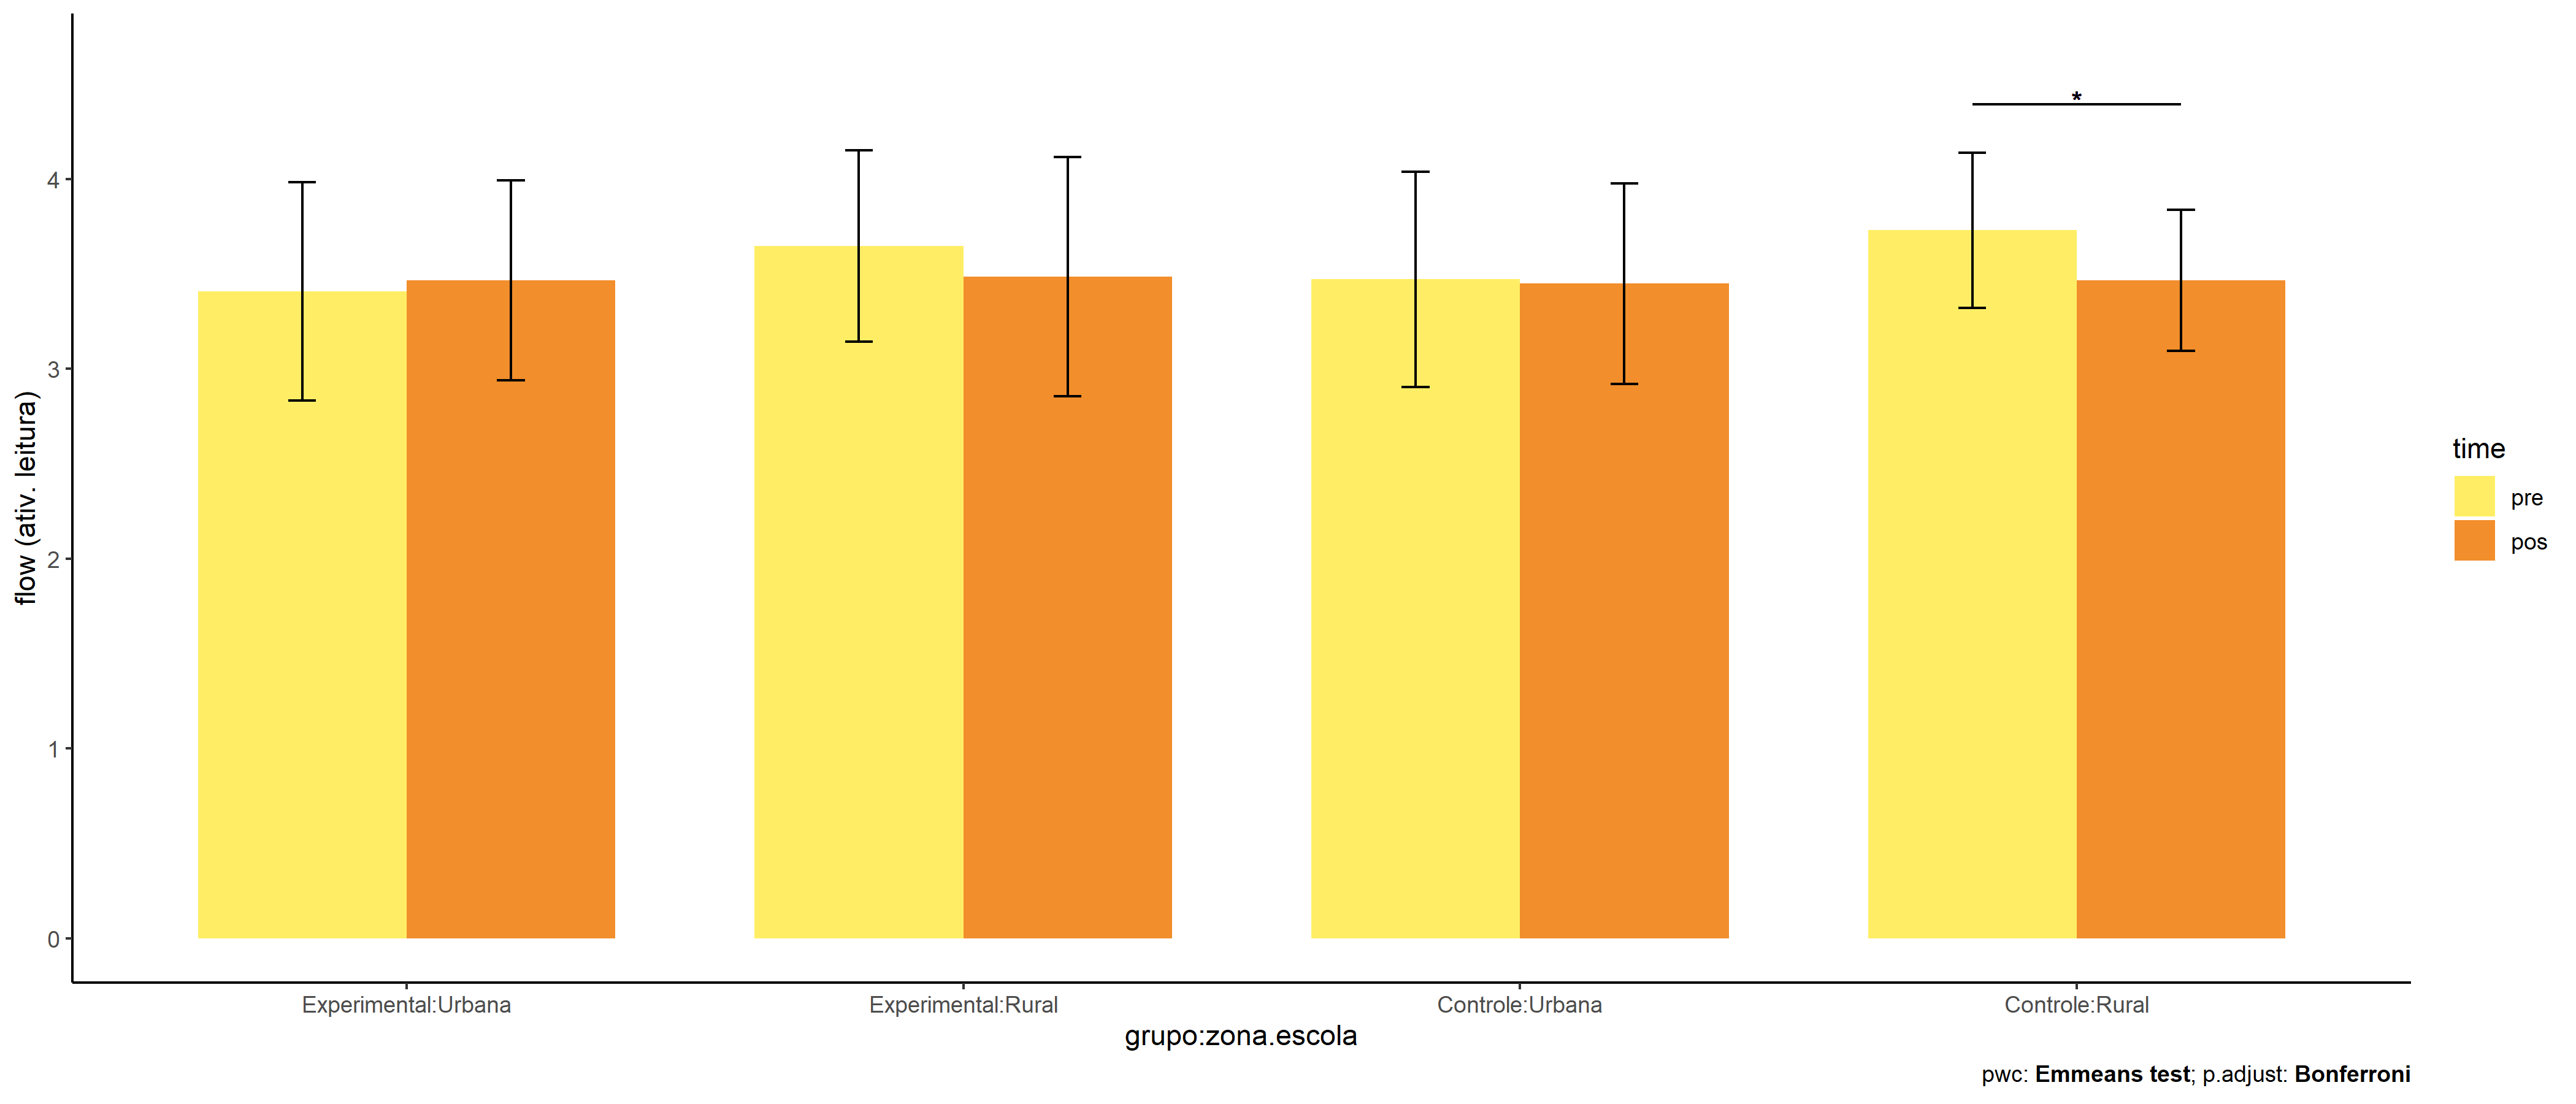 flow (ativ. leitura)
4
3
2
1
0
*
Experimental:Urbana
Experimental:Rural
Controle:Urbana
Controle:Rural
grupo:zona.escola
time
pre
pos
pwc: Emmeans test; p.adjust: Bonferroni